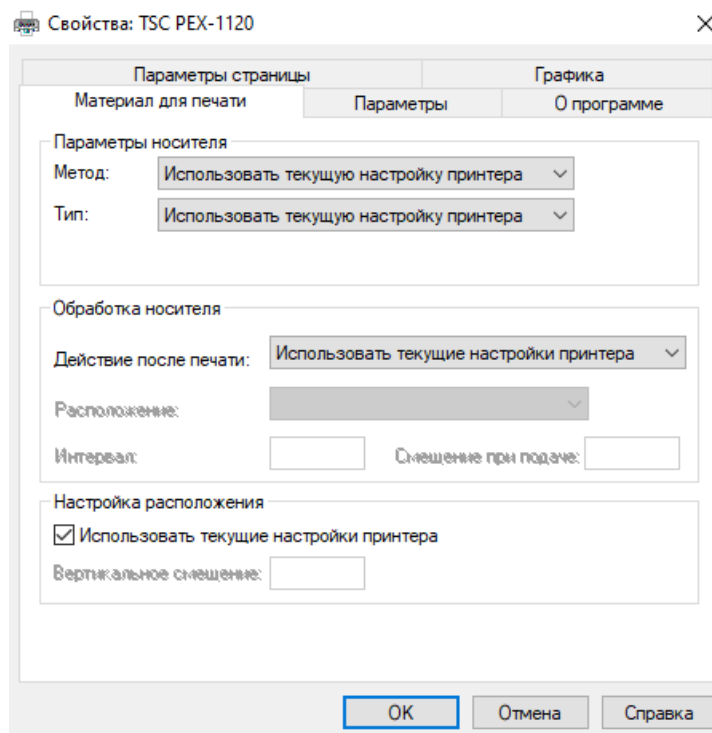 Свойства: TSC PEX-1120
Параметры страницы
Графика
Материал для печати
Параметры
О программе
Параметры носителя
Метод: Использовать текущую настройку принтера
Тип: Использовать текущую настройку принтера
Обработка носителя
Действие после печати: Использовать текущие настройки принтера
Расположение:
Интервал: Смещение при подаче:
Настройка расположения
Использовать текущие настройки принтера
Вертикальное смещение:
OK
Отмена
Справка